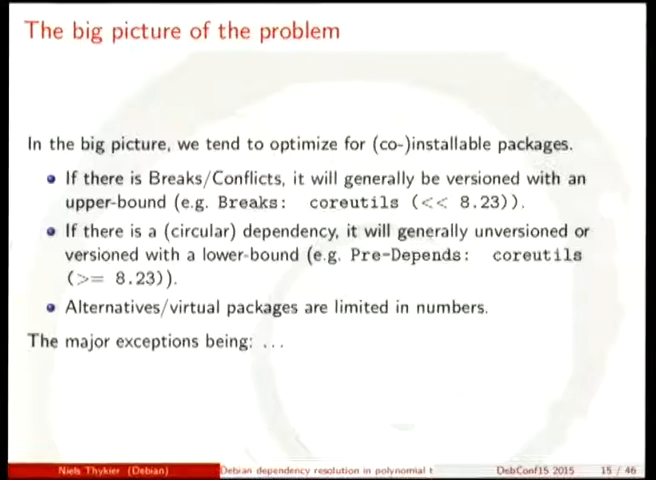 The big picture of the problem
In the big picture, we tend to optimize for (co-)installable packages.
If there is Breaks/Conflicts, it will generally be versioned with an
upper-bound (e.g. Breaks: coreutils (<< 8.23)).
If there is a (circular) dependency, it will generally unversioned or
versioned with a lower-bound (e.g. Pre-Depends: coreutils
(>= 8.23)).
Alternatives/virtual packages are limited in numbers.
The major exceptions being: ...
Niels Thykier (Debian) Debian dependency resolution in polynomial t DebConf15 2015 15 / 46